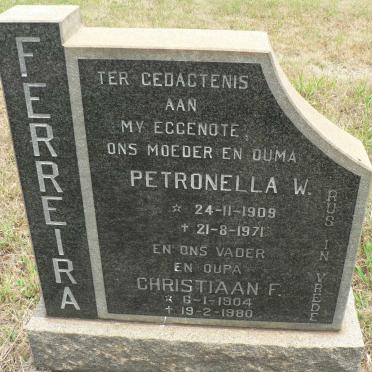 FERREIRA
TER GEDAGTENIS
AAN
MY EGGENOTE,
ONS MOEDER EN OUMA
PETRONELLA W.
☆ 24-11-1909
✝ 21-8-1971
EN ONS VADER
EN OUPA
CHRISTIAAN F.
☆ 6-1-1904
✝ 19-2-1980
RUS IN VREDE